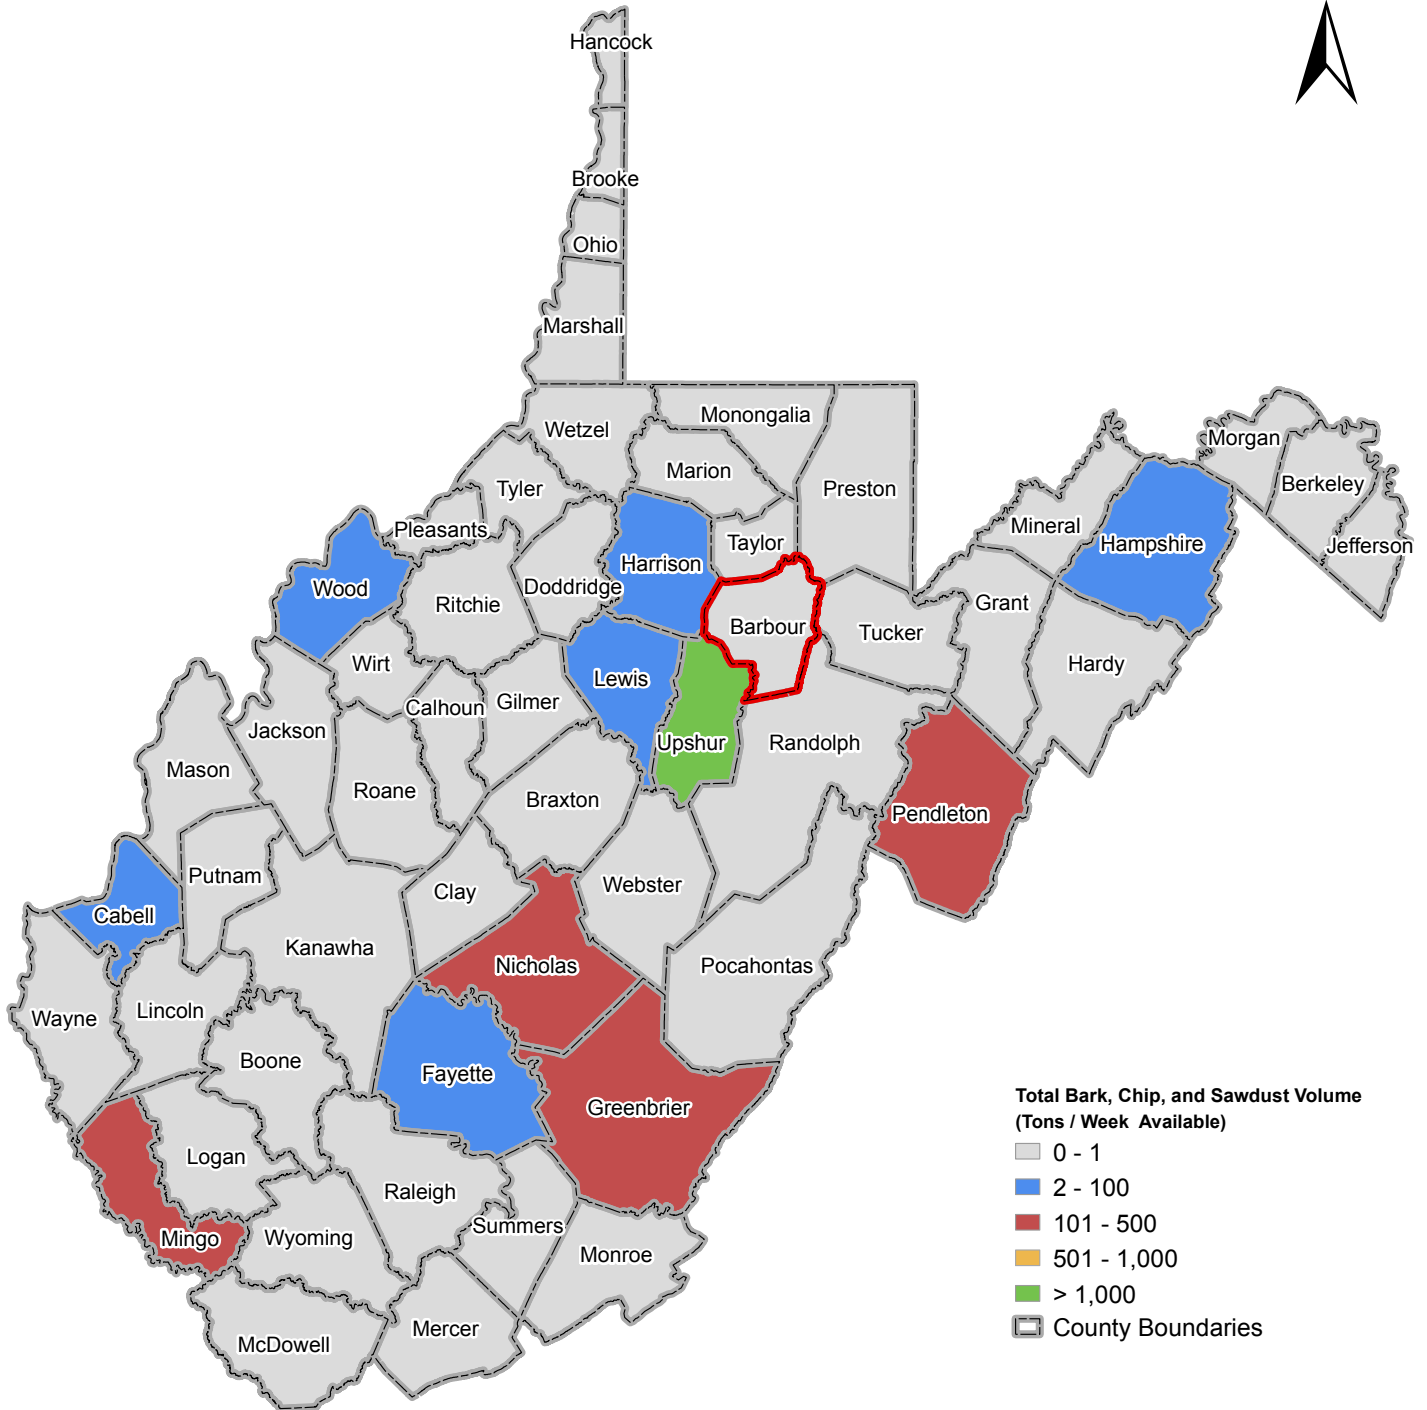 Hancock
Brooke
Ohio
Marshall
Wetzel
Monongalia
Marion
Morgan
Tyler
Preston
Berkeley
Pleasants
Mineral
Taylor
Hampshire
Jefferson
Harrison
Wood
Doddridge
Ritchie
Grant
Barbour
Tucker
Wirt
Hardy
Lewis
Gilmer
Calhoun
Jackson
Upshur
Randolph
Mason
Roane
Braxton
Pendleton
Putnam
Clay
Webster
Cabell
Kanawha
Nicholas
Pocahontas
Lincoln
Wayne
Boone
Fayette
Greenbrier
Logan
Raleigh
Summers
Mingo
Wyoming
Monroe
Mercer
McDowell
Total Bark, Chip, and Sawdust Volume
(Tons / Week Available)
0 - 1
2 - 100
101 - 500
501 - 1,000
> 1,000
County Boundaries